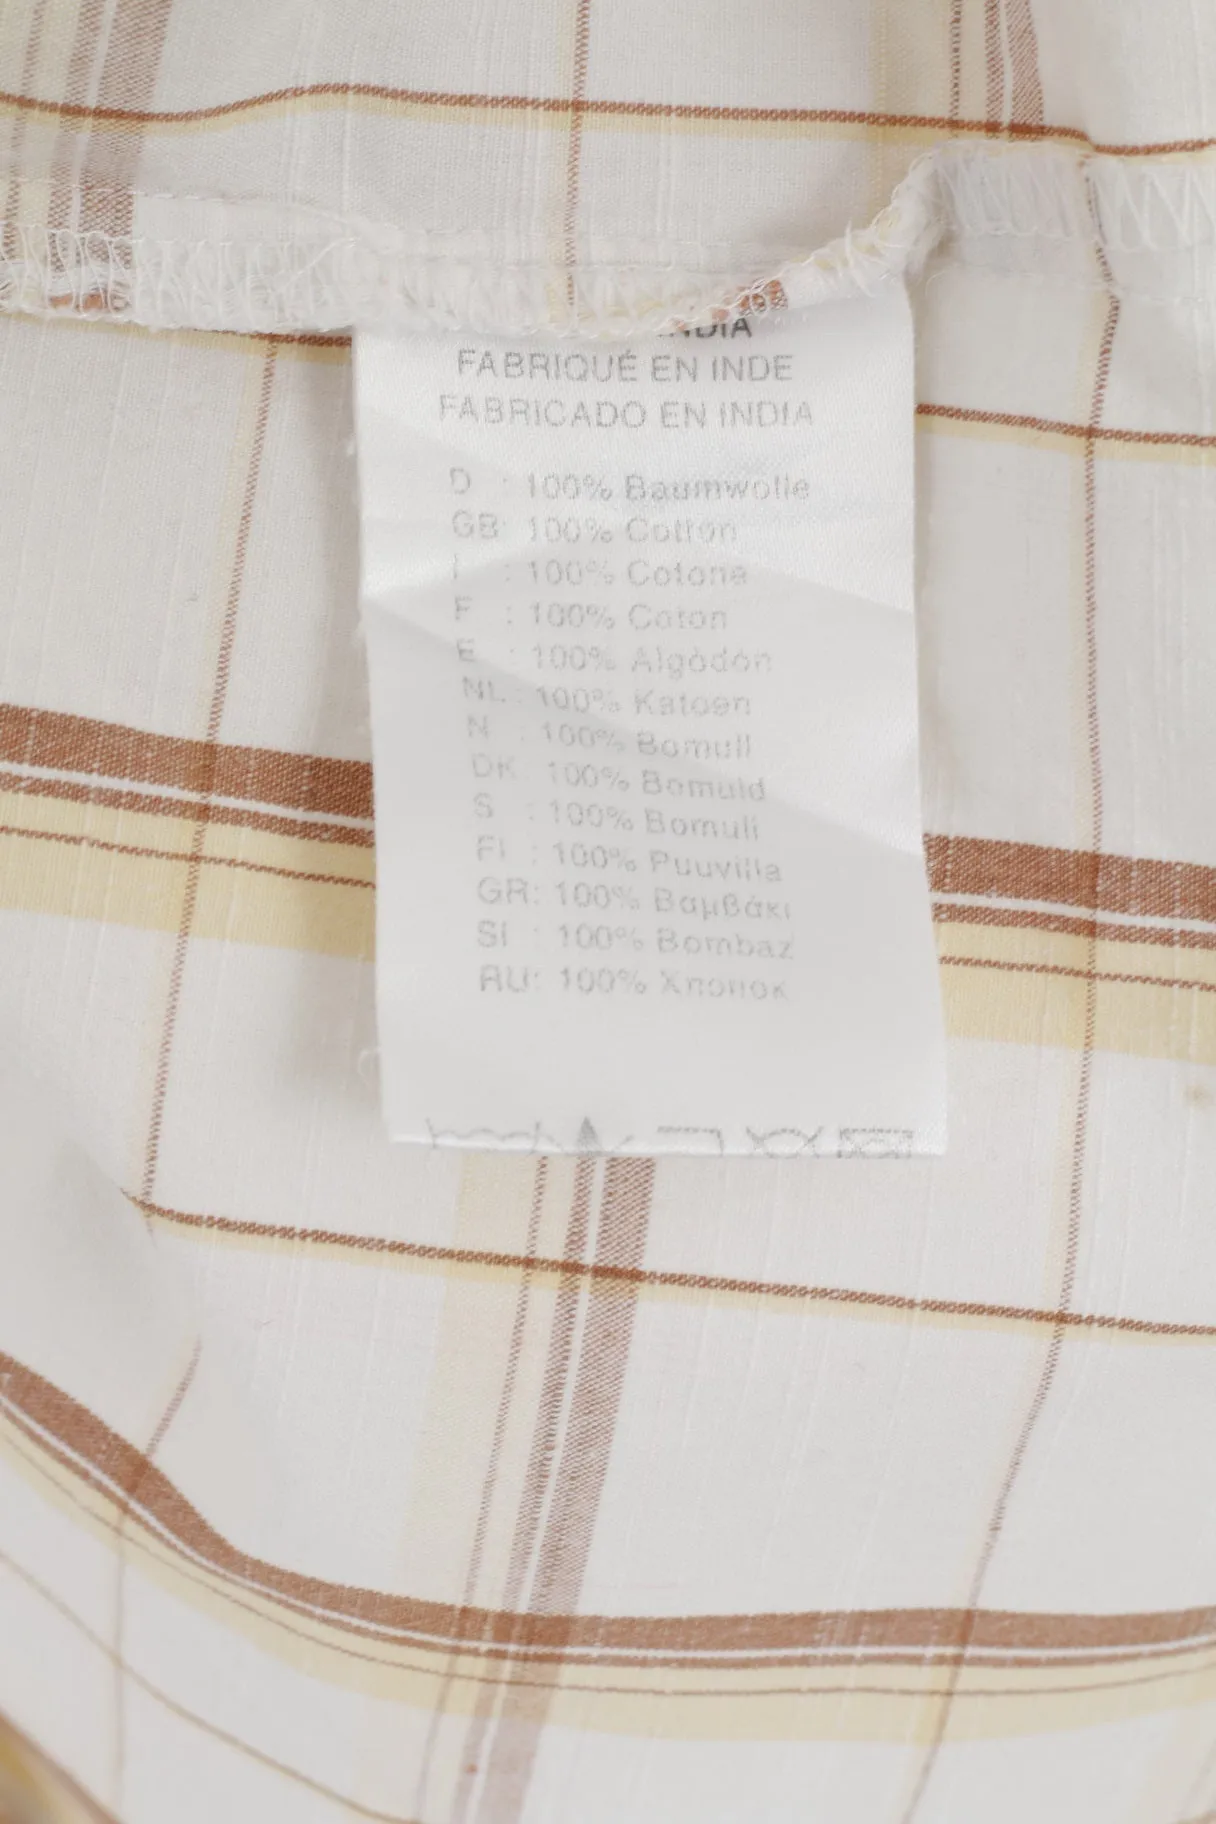 INDIA
FABRIQUÉ EN INDE
FABRICADO EN INDIA
D : 100% Baumwolle
GB: 100% Cotton
I : 100% Cotone
F : 100% Coton
E : 100% Algódón
NL: 100% Katoen
N : 100% Bomull
DK 100% Bomuld
S : 100% Bomull
FI : 100% Puuvilla
GR: 100% Βαμβάκι
SI : 100% Bombaz
RU: 100% Хлопок